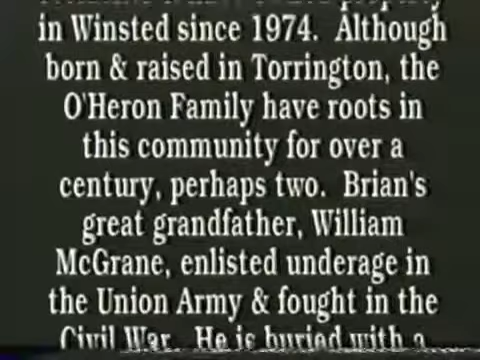 property
in Winsted since 1974. Although
born & raised in Torrington, the
O'Heron Family have roots in
this community for over a
century, perhaps two. Brian's
great grandfather, William
McGrane, enlisted underage in
the Union Army & fought in the
Civil War. He is buried with a